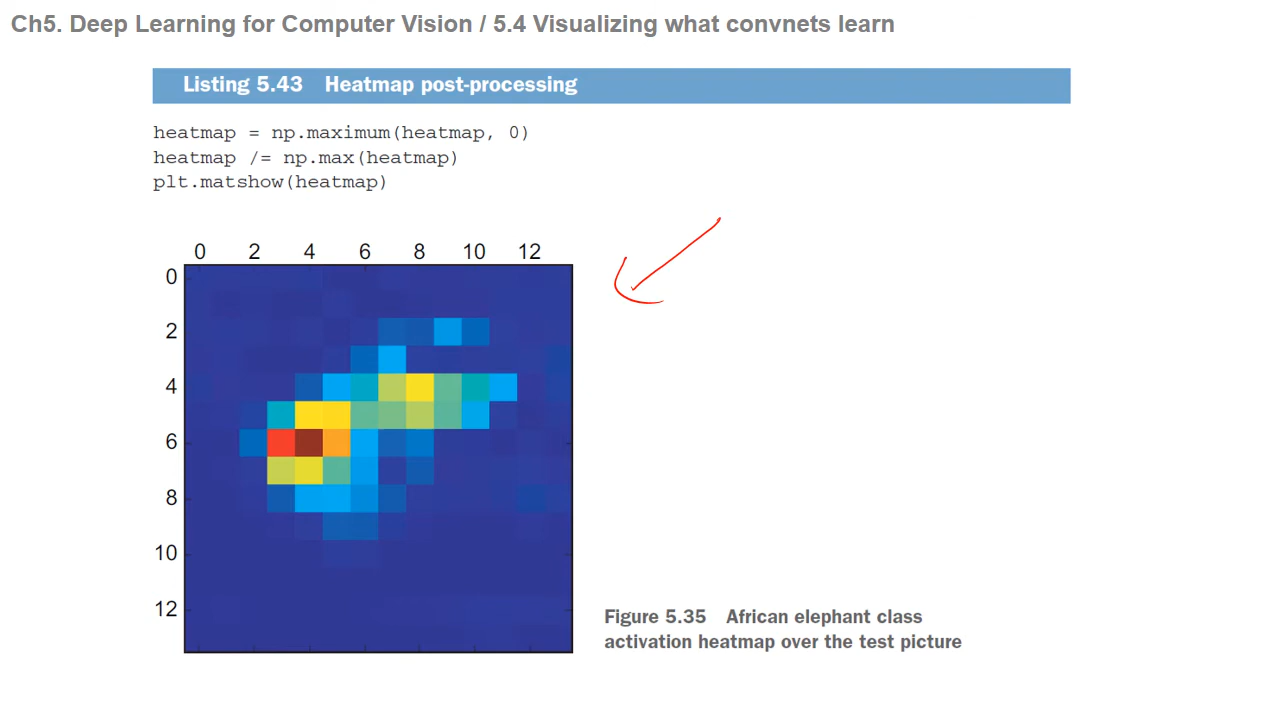 Ch5. Deep Learning for Computer Vision / 5.4 Visualizing what convnets learn
Listing 5.43 Heatmap post-processing
heatmap = np.maximum(heatmap, 0)
heatmap /= np.max(heatmap)
plt.matshow(heatmap)
0 2 4 6 8 10 12
0
2
4
6
8
10
12
Figure 5.35 African elephant class
activation heatmap over the test picture